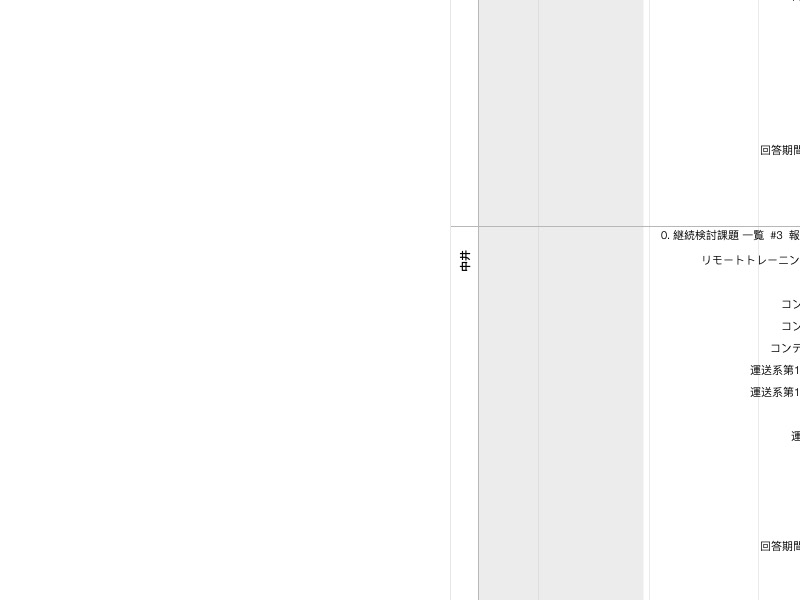 回答期間
0. 継続検討課題 一覧 #3 報
中井
リモートトレーニン
コン
コン
コンテ
運送系第1
運送系第1
運
回答期間